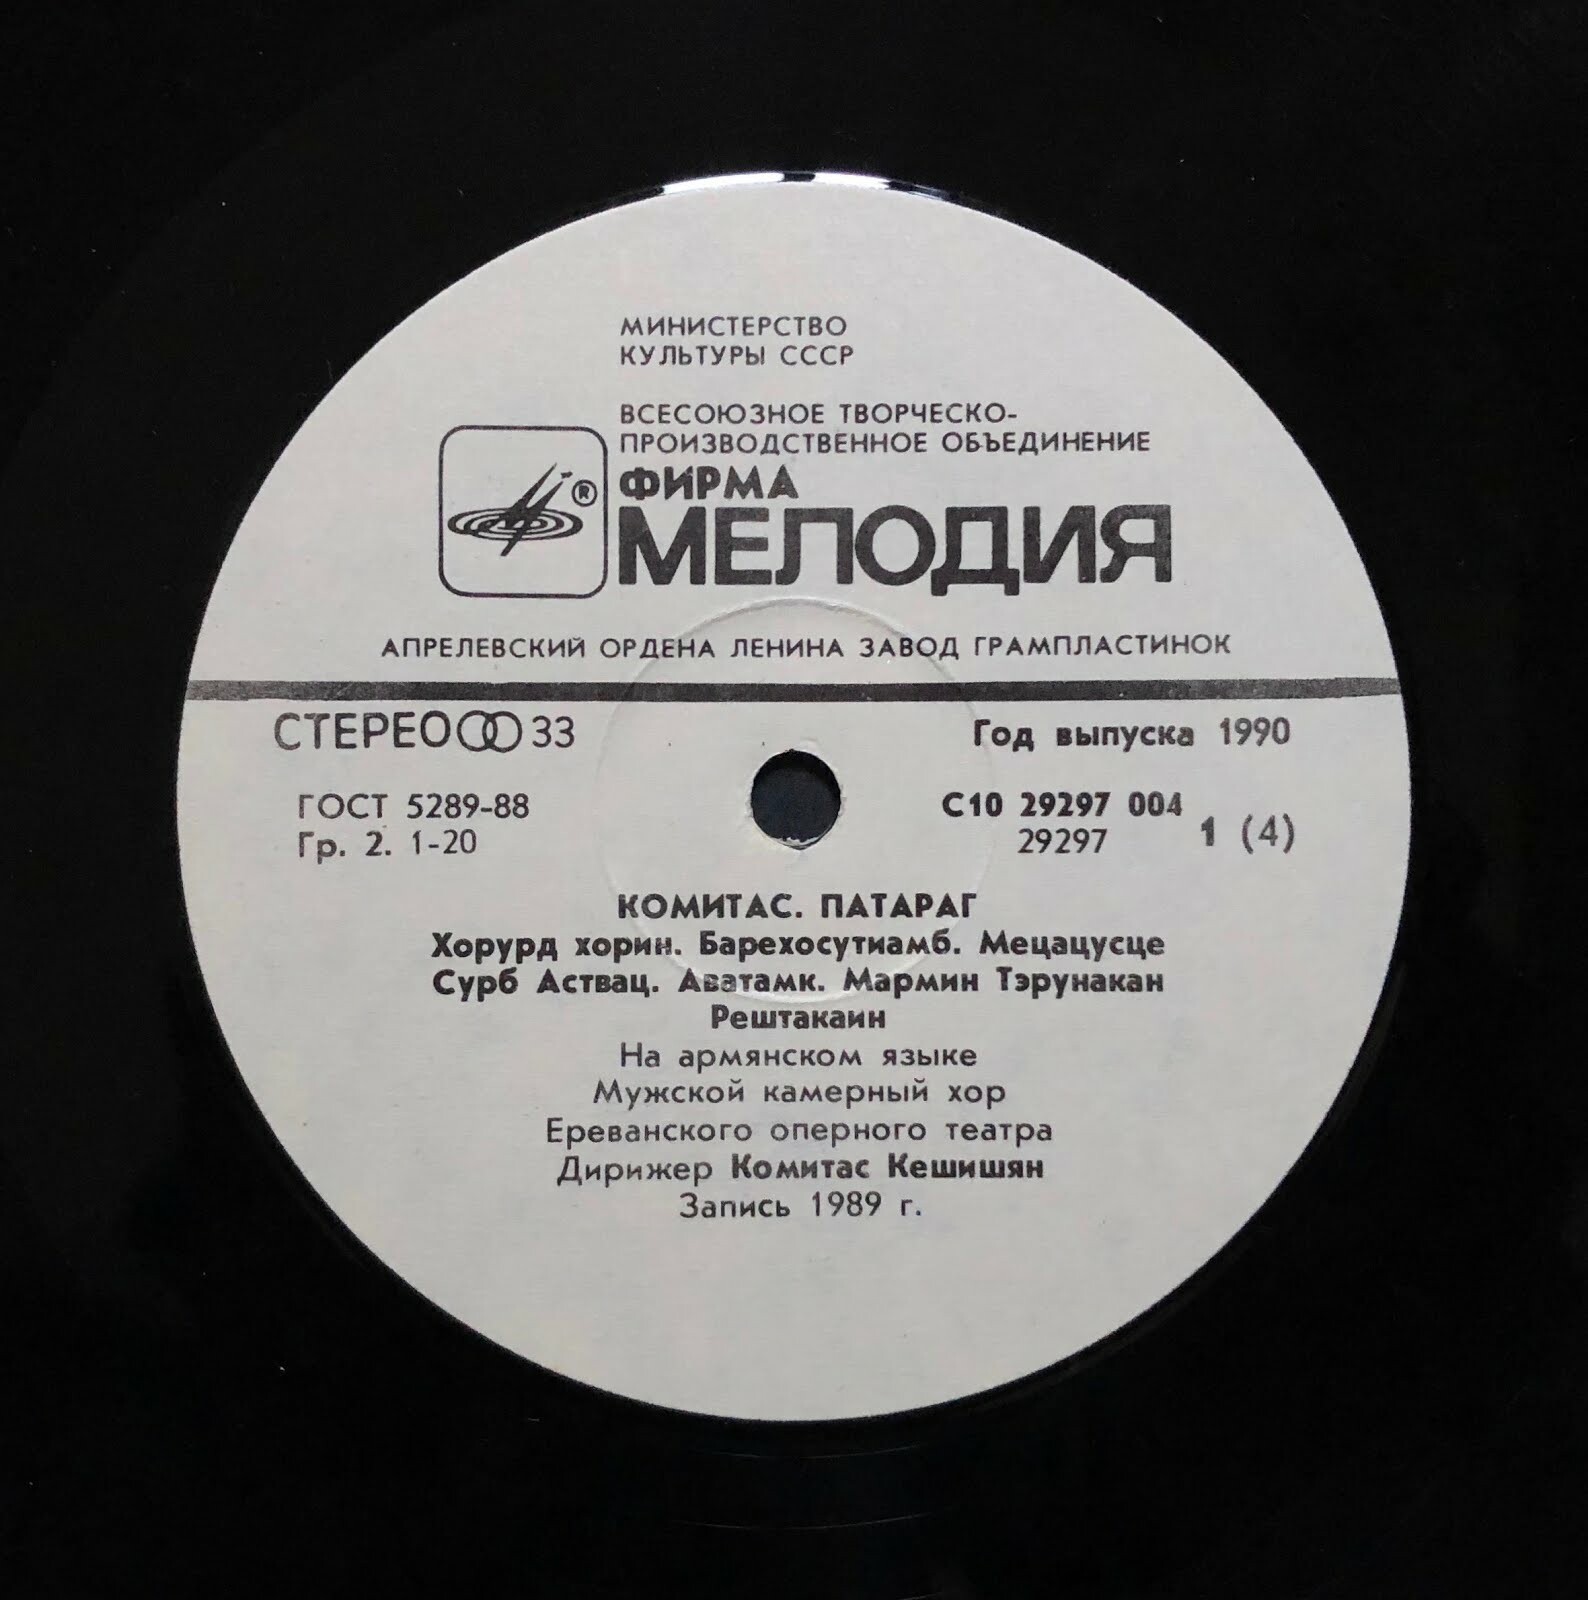 МИНИСТЕРСТВО
КУЛЬТУРЫ СССР
ВСЕСОЮЗНОЕ ТВОРЧЕСКО-
ПРОИЗВОДСТВЕННОЕ ОБЪЕДИНЕНИЕ
®
ФИРМА
МЕЛОДИЯ
АПРЕЛЕВСКИЙ ОРДЕНА ЛЕНИНА ЗАВОД ГРАМПЛАСТИНОК
СТЕРЕО 33
Год выпуска 1990
ГОСТ 5289-88
Гр. 2. 1-20
С10 29297 004
29297 1 (4)
КОМИТАС. ПАТАРАГ
Хорурд хорин. Барехосутиамб. Мецацусце
Сурб Аствац. Аватамк. Мармин Тэрунакан
Рештакаин
На армянском языке
Мужской камерный хор
Ереванского оперного театра
Дирижер Комитас Кешишян
Запись 1989 г.